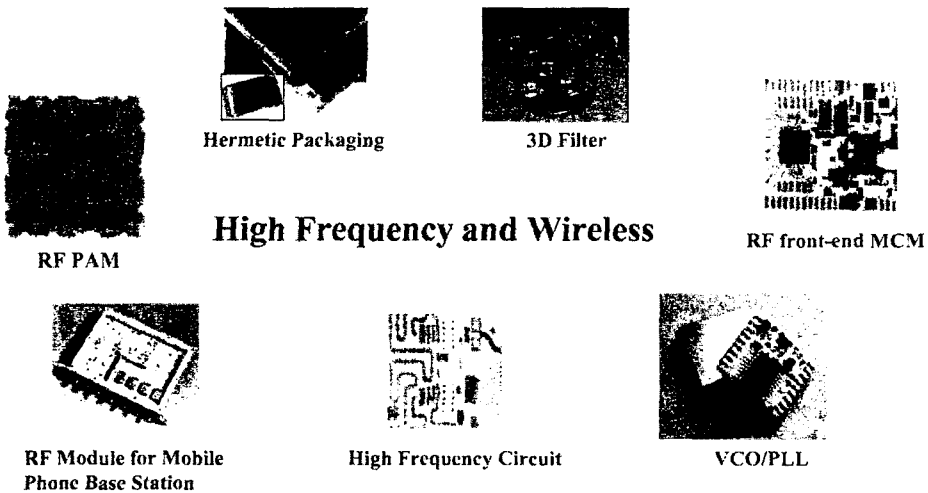 Hermetic Packaging
3D Filter
RF PAM
High Frequency and Wireless
RF front-end MCM
RF Module for Mobile
Phone Base Station
High Frequency Circuit
VCO/PLL